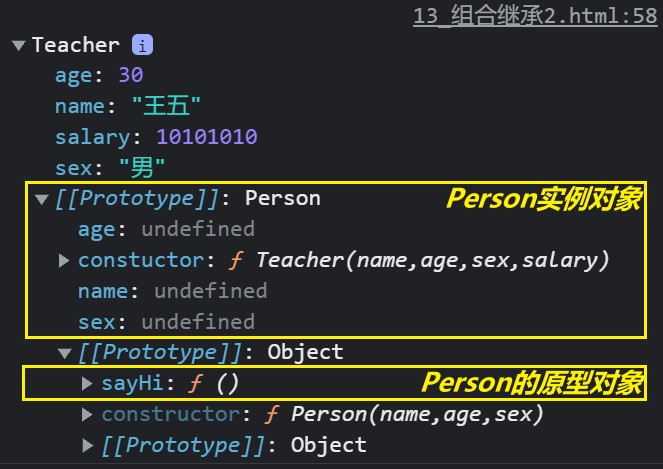 13_组合继承2.html:58
▼Teacher i
age: 30
name: "王五"
salary: 10101010
sex: "男"
▼[[Prototype]]: Person Person实例对象
age: undefined
▶constuctor: ƒ Teacher(name,age,sex,salary)
name: undefined
sex: undefined
▼[[Prototype]]: Object
▶sayHi: ƒ () Person的原型对象
▶constructor: ƒ Person(name,age,sex)
▶[[Prototype]]: Object